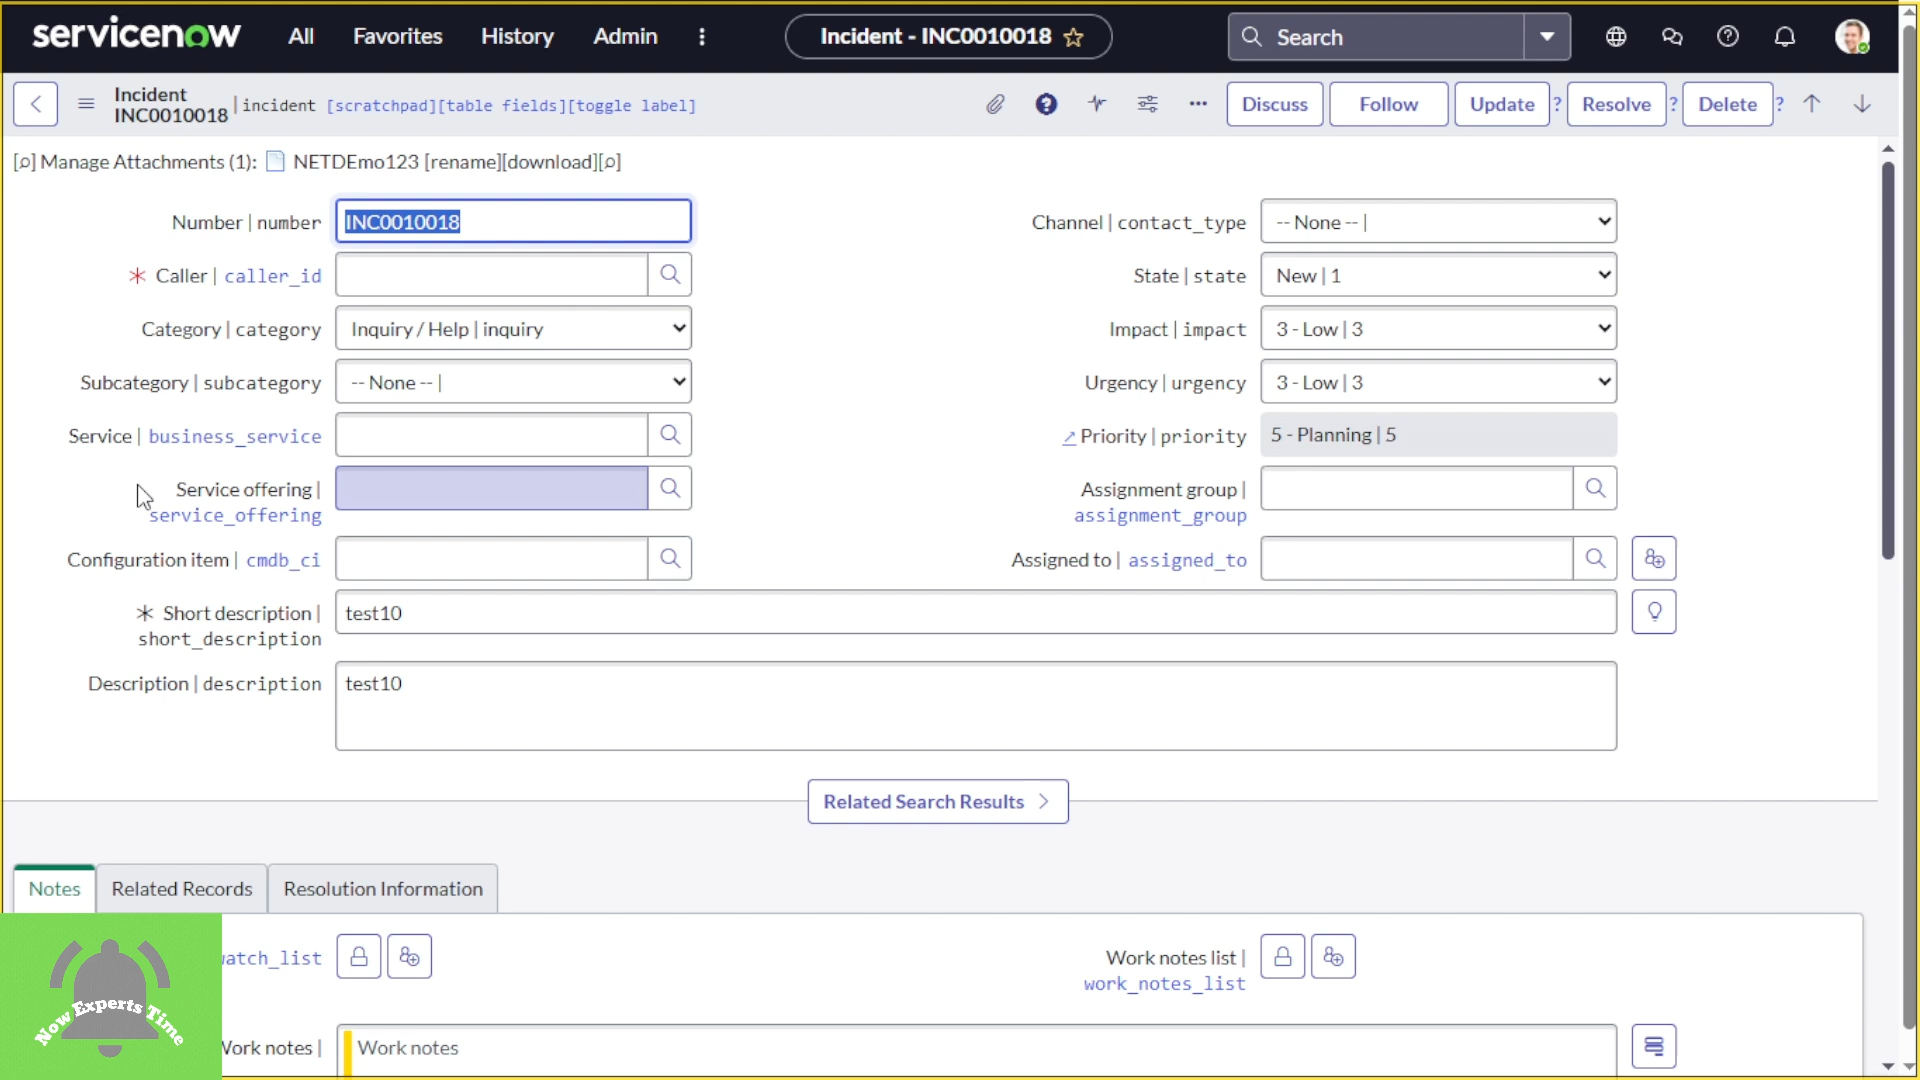 servicenow All Favorites History Admin Incident - INC0010018 Search
Incident
INC0010018 | incident [scratchpad][table fields][toggle label] Discuss Follow Update ? Resolve ? Delete ?
Manage Attachments (1): NETDEmo123 [rename][download]
Number | number INC0010018 Channel | contact_type -- None -- |
Caller | caller_id State | state New | 1
Category | category Inquiry / Help | inquiry Impact | impact 3 - Low | 3
Subcategory | subcategory -- None -- | Urgency | urgency 3 - Low | 3
Service | business_service Priority | priority 5 - Planning | 5
Service offering | Assignment group |
service_offering assignment_group
Configuration item | cmdb_ci Assigned to | assigned_to
Short description | test10
short_description
Description | description test10
Related Search Results
Notes Related Records Resolution Information
Work notes list |
work_notes_list
Now Experts Time
Work notes | Work notes